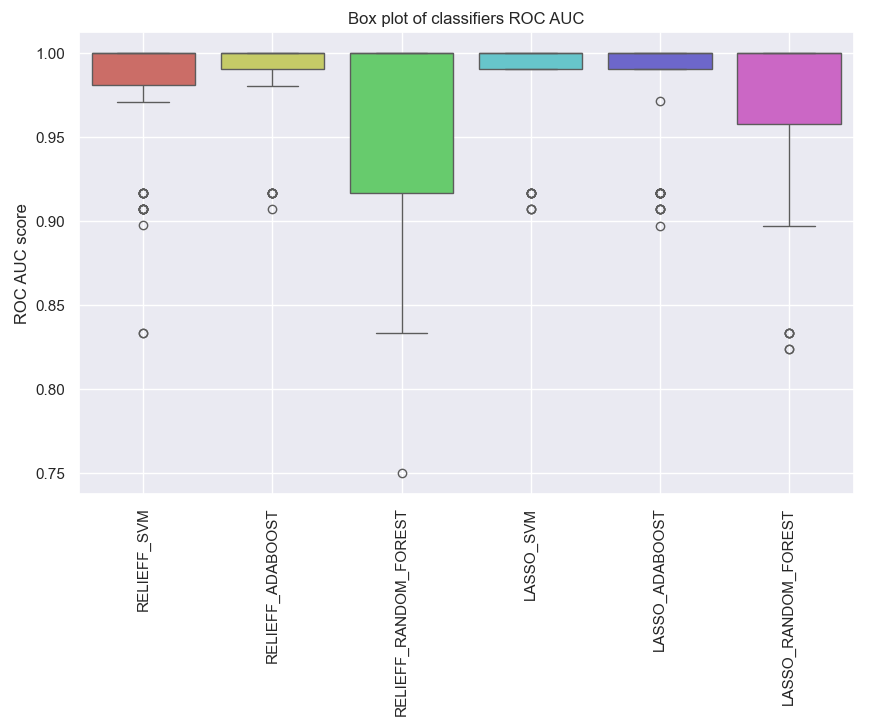 Box plot of classifiers ROC AUC
ROC AUC score
1.00
0.95
0.90
0.85
0.80
0.75
RELIEFF_SVM
RELIEFF_ADABOOST
RELIEFF_RANDOM_FOREST
LASSO_SVM
LASSO_ADABOOST
LASSO_RANDOM_FOREST